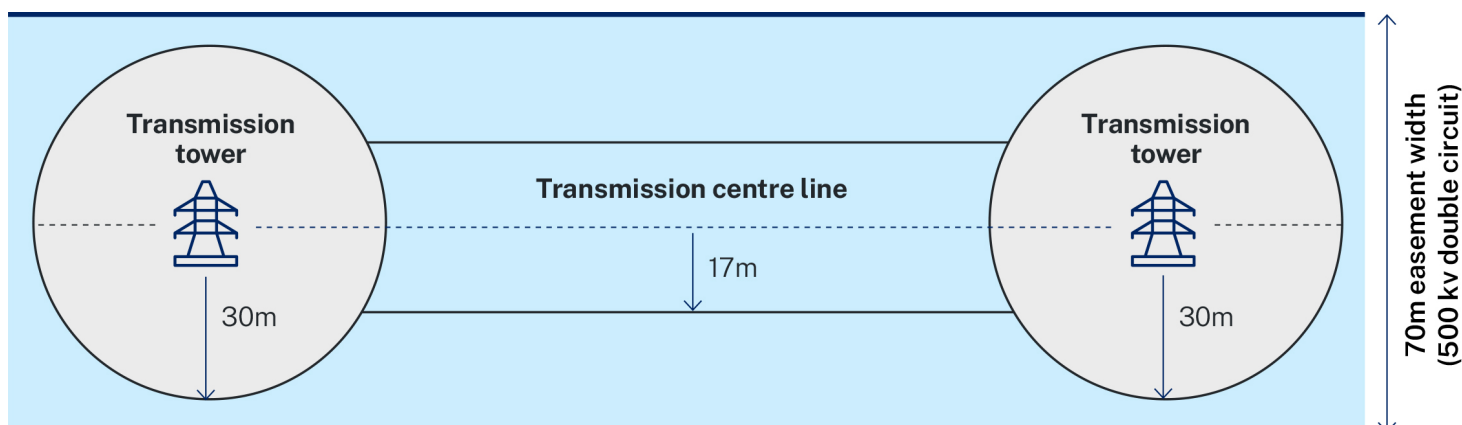 Transmission
tower
Transmission
tower
Transmission centre line
17m
30m
30m
70m easement width
(500 kv double circuit)